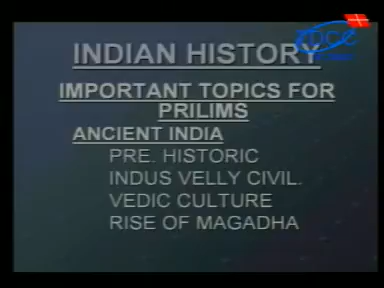 INDIAN HISTORY
IMPORTANT TOPICS FOR
PRILIMS
ANCIENT INDIA
PRE. HISTORIC
INDUS VELLY CIVIL.
VEDIC CULTURE
RISE OF MAGADHA